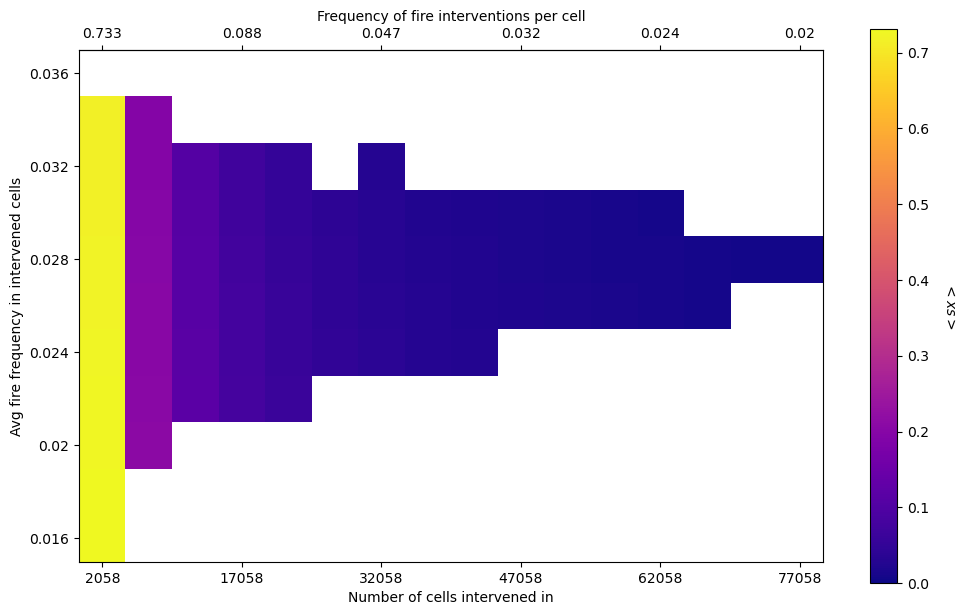 Frequency of fire interventions per cell
0.733 0.088 0.047 0.032 0.024 0.02
Avg fire frequency in intervened cells
0.036
0.032
0.028
0.024
0.02
0.016
2058 17058 32058 47058 62058 77058
Number of cells intervened in
0.7
0.6
0.5
0.4
0.3
0.2
0.1
0.0
< sx >